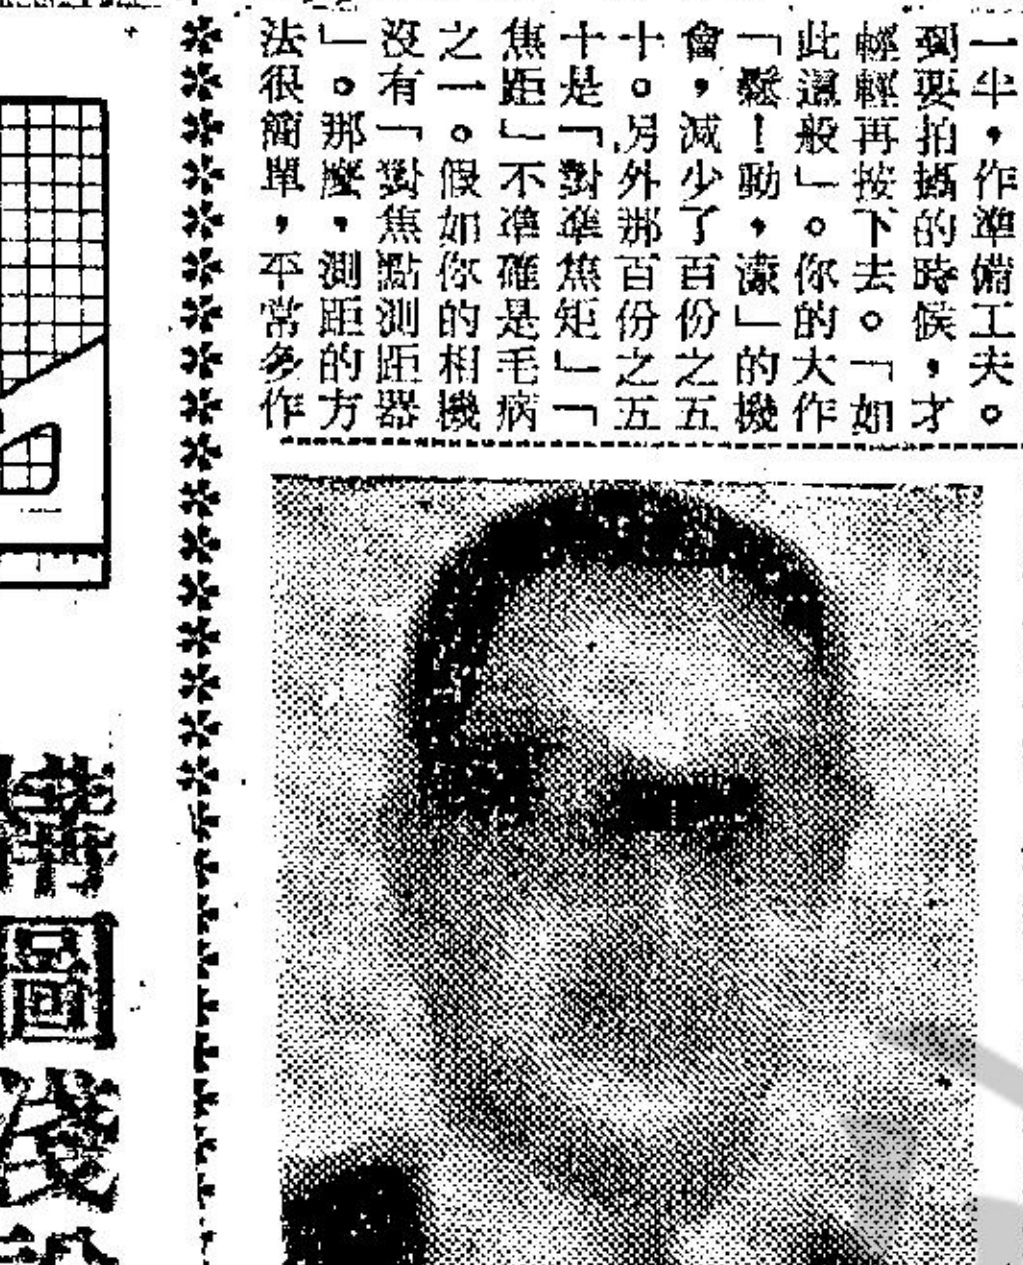 一半，作準備工夫。
到要拍攝的時候，才
輕輕再按下去。「如
此這般」。你的大作
「鬆！動，濛」的機
會，減少了百份之五
十。另外那百份之五
十是「對準焦矩」「
焦距」不準確是毛病
之一。假如你的相機
沒有「對焦點測距器
」。那麼，測距的方
法很簡單，平常多作
構圖淺